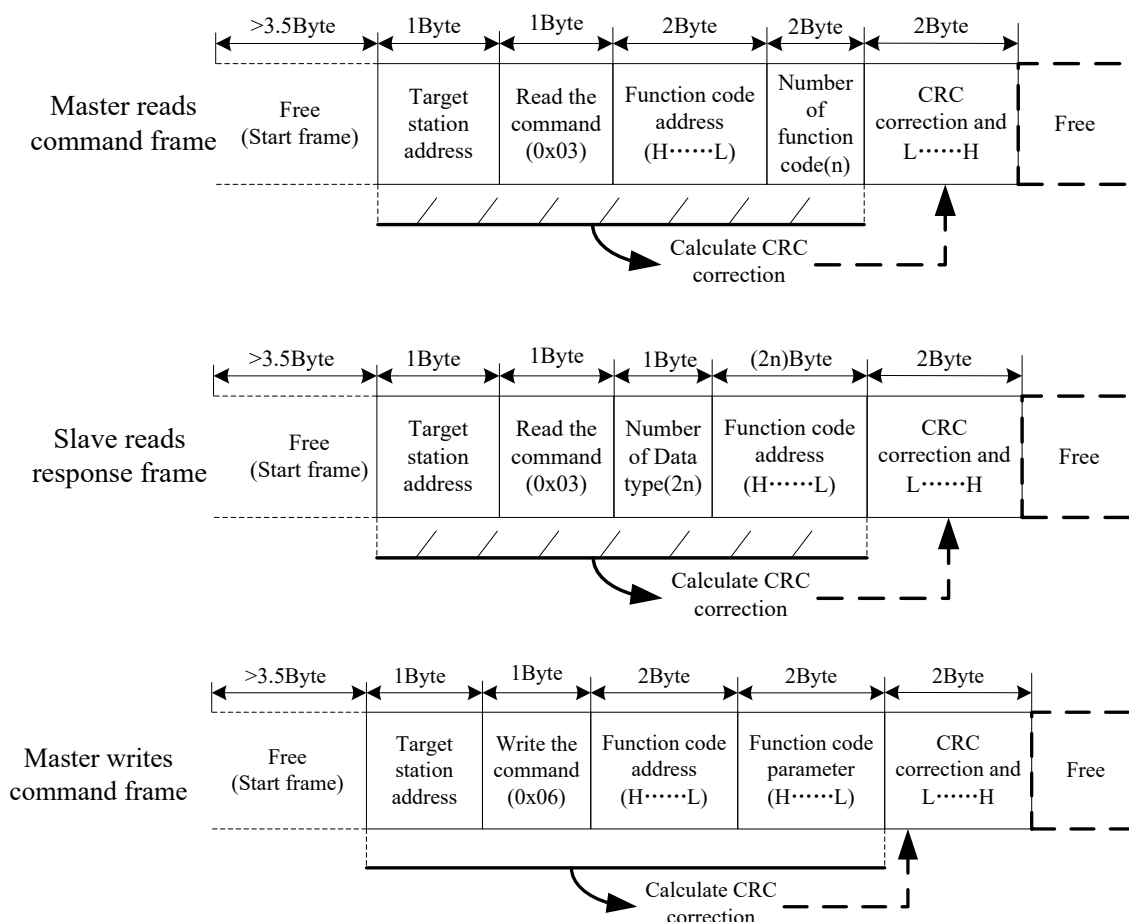 >3.5Byte 1Byte 1Byte 2Byte 2Byte 2Byte
Master reads
command frame
Free
(Start frame)
Target
station
address
Read the
command
(0x03)
Function code
address
(H⋯⋯L)
Number
of
function
code(n)
CRC
correction and
L⋯⋯H
Free
Calculate CRC
correction
>3.5Byte 1Byte 1Byte 1Byte (2n)Byte 2Byte
Slave reads
response frame
Free
(Start frame)
Target
station
address
Read the
command
(0x03)
Number
of Data
type(2n)
Function code
address
(H⋯⋯L)
CRC
correction and
L⋯⋯H
Free
Calculate CRC
correction
>3.5Byte 1Byte 1Byte 2Byte 2Byte 2Byte
Master writes
command frame
Free
(Start frame)
Target
station
address
Write the
command
(0x06)
Function code
address
(H⋯⋯L)
Function code
parameter
(H⋯⋯L)
CRC
correction and
L⋯⋯H
Free
Calculate CRC
correction